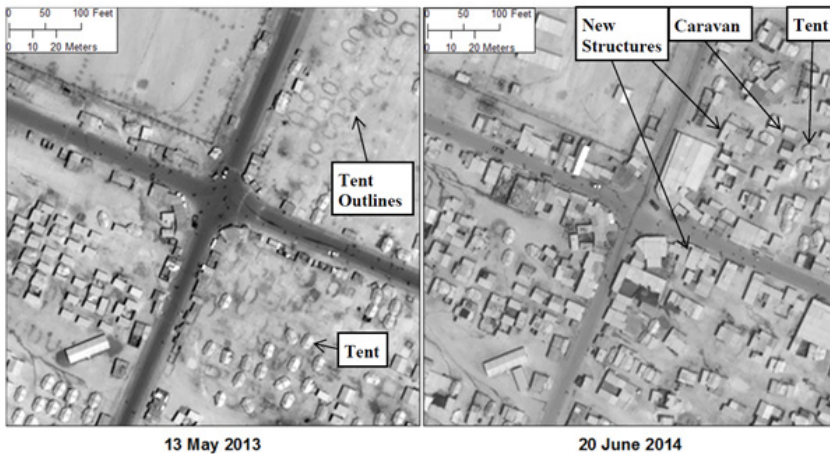 0 50 100 Feet
0 10 20 Meters
Tent
Outlines
Tent
13 May 2013
0 50 100 Feet
0 10 20 Meters
New
Structures
Caravan
Tent
20 June 2014